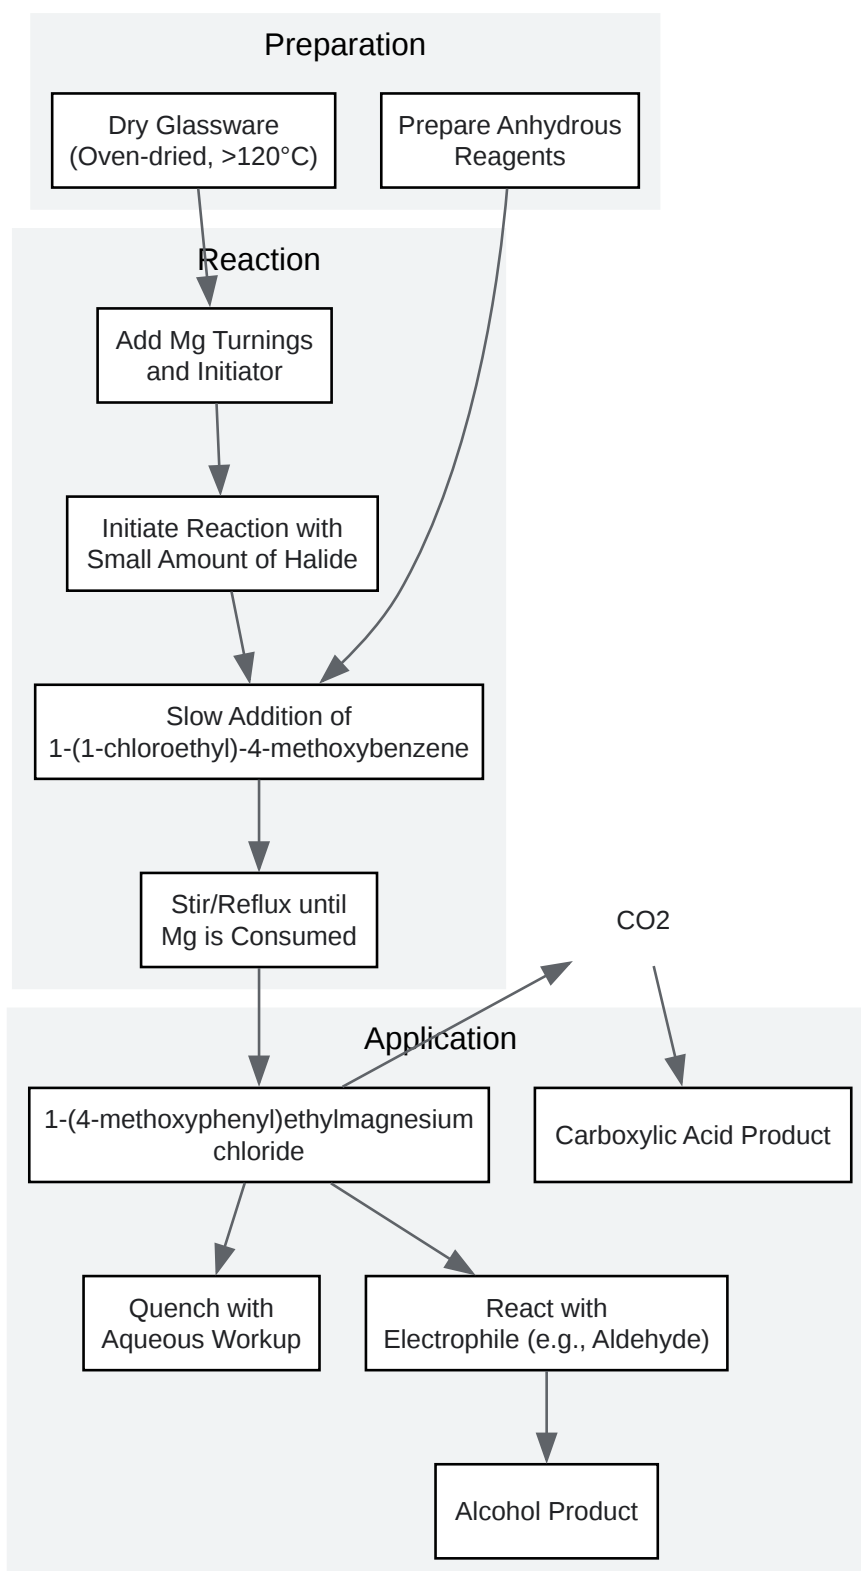 Preparation
Dry Glassware
(Oven-dried, >120°C)
Prepare Anhydrous
Reagents
Reaction
Add Mg Turnings
and Initiator
Initiate Reaction with
Small Amount of Halide
Slow Addition of
1-(1-chloroethyl)-4-methoxybenzene
Stir/Reflux until
Mg is Consumed
CO2
Application
1-(4-methoxyphenyl)ethylmagnesium
chloride
Carboxylic Acid Product
Quench with
Aqueous Workup
React with
Electrophile (e.g., Aldehyde)
Alcohol Product